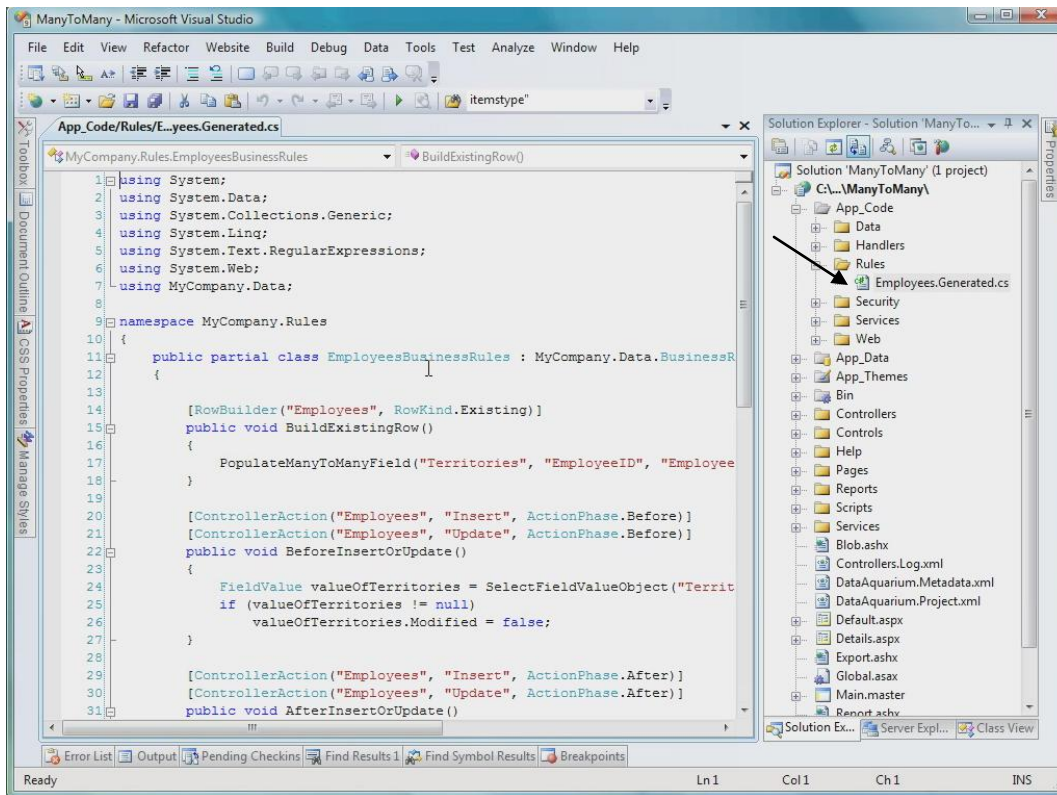 ManyToMany - Microsoft Visual Studio
File Edit View Refactor Website Build Debug Data Tools Test Analyze Window Help
itemstype"
App_Code/Rules/E...yees.Generated.cs
MyCompany.Rules.EmployeesBusinessRules
BuildExistingRow()
1 using System;
2 using System.Data;
3 using System.Collections.Generic;
4 using System.Linq;
5 using System.Text.RegularExpressions;
6 using System.Web;
7 using MyCompany.Data;
8
9 namespace MyCompany.Rules
10 {
11 public partial class EmployeesBusinessRules : MyCompany.Data.BusinessR
12 {
13
14 [RowBuilder("Employees", RowKind.Existing)]
15 public void BuildExistingRow()
16 {
17 PopulateManyToManyField("Territories", "EmployeeID", "Employee
18 }
19
20 [ControllerAction("Employees", "Insert", ActionPhase.Before)]
21 [ControllerAction("Employees", "Update", ActionPhase.Before)]
22 public void BeforeInsertOrUpdate()
23 {
24 FieldValue valueOfTerritories = SelectFieldValueObject("Territ
25 if (valueOfTerritories != null)
26 valueOfTerritories.Modified = false;
27 }
28
29 [ControllerAction("Employees", "Insert", ActionPhase.After)]
30 [ControllerAction("Employees", "Update", ActionPhase.After)]
31 public void AfterInsertOrUpdate()
Toolbox
Document Outline
CSS Properties
Manage Styles
Solution Explorer - Solution 'ManyTo...
Solution 'ManyToMany' (1 project)
C:\...\ManyToMany\
App_Code
Data
Handlers
Rules
Employees.Generated.cs
Security
Services
Web
App_Data
App_Themes
Bin
Controllers
Controls
Help
Pages
Reports
Scripts
Services
Blob.ashx
Controllers.Log.xml
DataAquarium.Metadata.xml
DataAquarium.Project.xml
Default.aspx
Details.aspx
Export.ashx
Global.asax
Main.master
Report.ashx
Solution Ex... Server Expl... Class View
Properties
Error List Output Pending Checkins Find Results 1 Find Symbol Results Breakpoints
Ready Ln 1 Col 1 Ch 1 INS